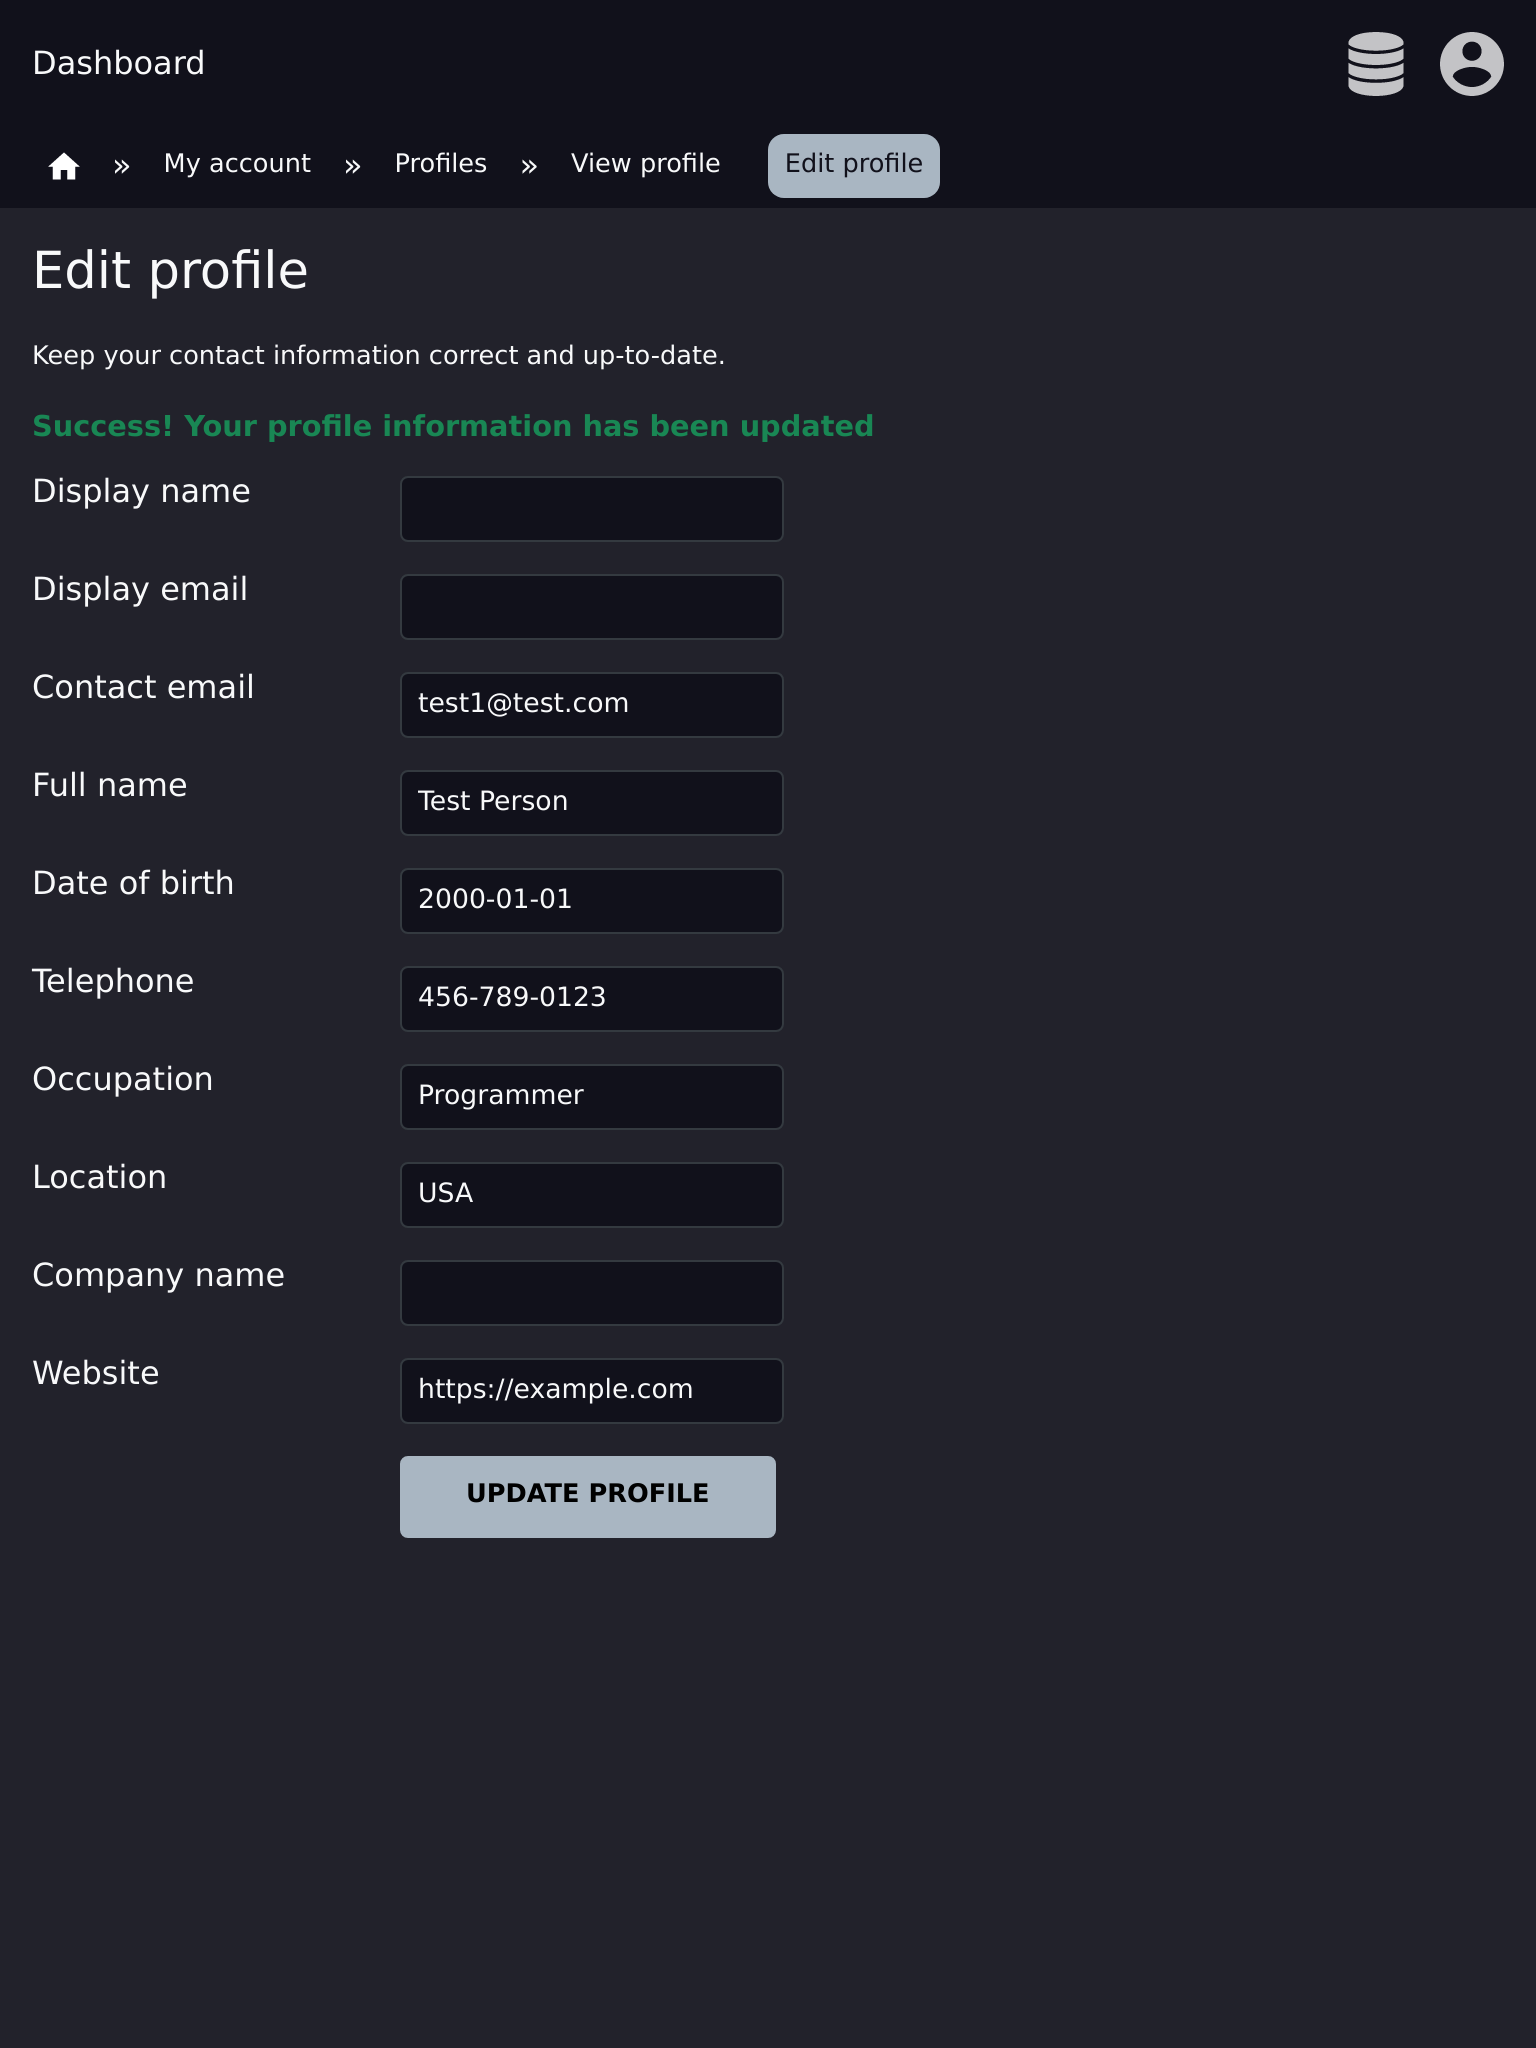 Dashboard
» My account » Profiles » View profile Edit profile
Edit profile
Keep your contact information correct and up-to-date.
Success! Your profile information has been updated
Display name
Display email
Contact email test1@test.com
Full name Test Person
Date of birth 2000-01-01
Telephone 456-789-0123
Occupation Programmer
Location USA
Company name
Website https://example.com
UPDATE PROFILE